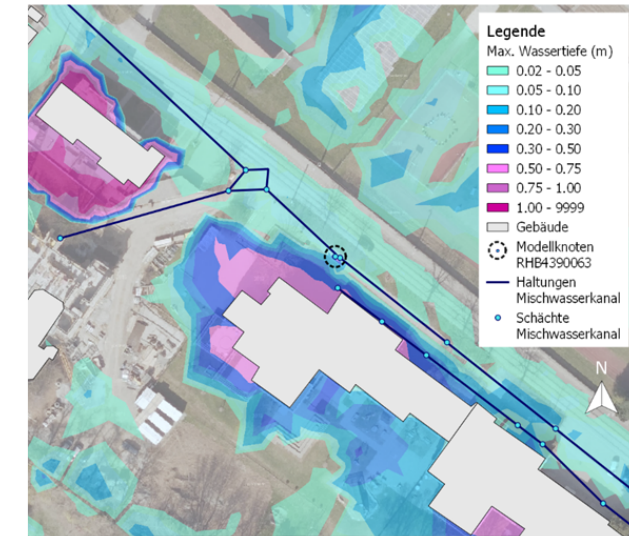 Legende
Max. Wassertiefe (m)
0.02 - 0.05
0.05 - 0.10
0.10 - 0.20
0.20 - 0.30
0.30 - 0.50
0.50 - 0.75
0.75 - 1.00
1.00 - 9999
Gebäude
Modellknoten
RHB4390063
Haltungen
Mischwasserkanal
Schächte
Mischwasserkanal
N